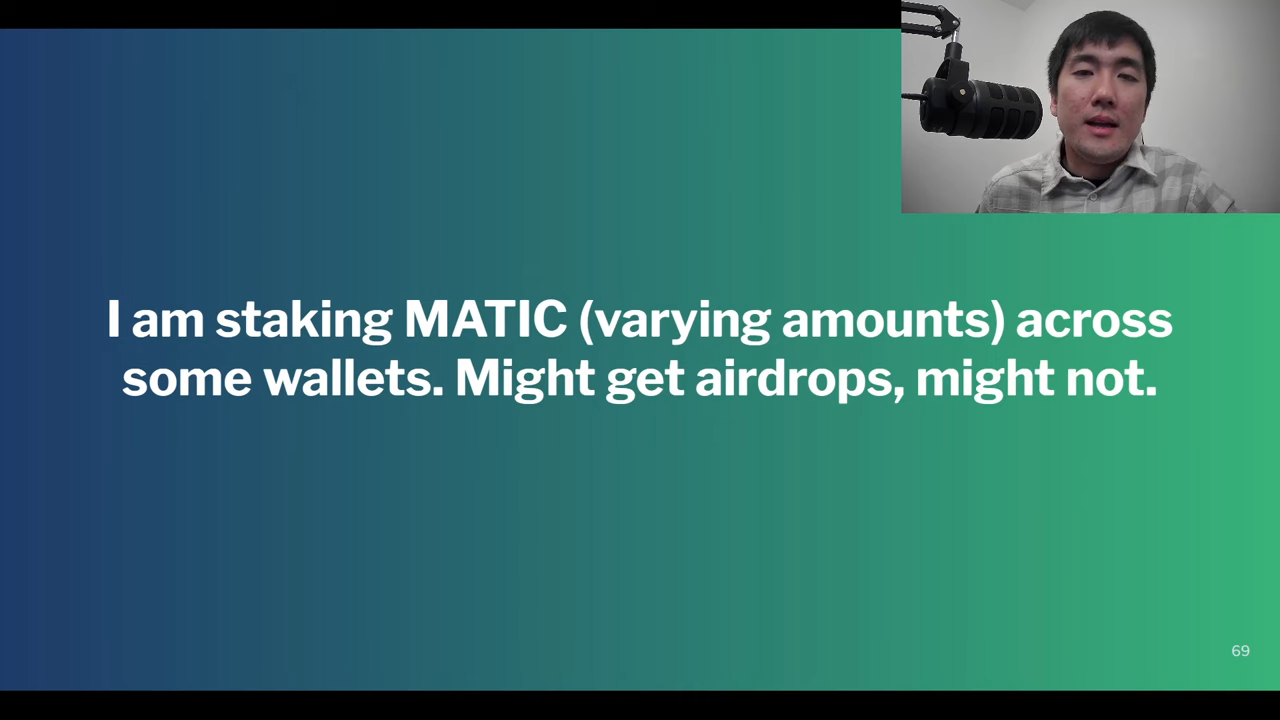 I am staking MATIC (varying amounts) across
some wallets. Might get airdrops, might not.
69